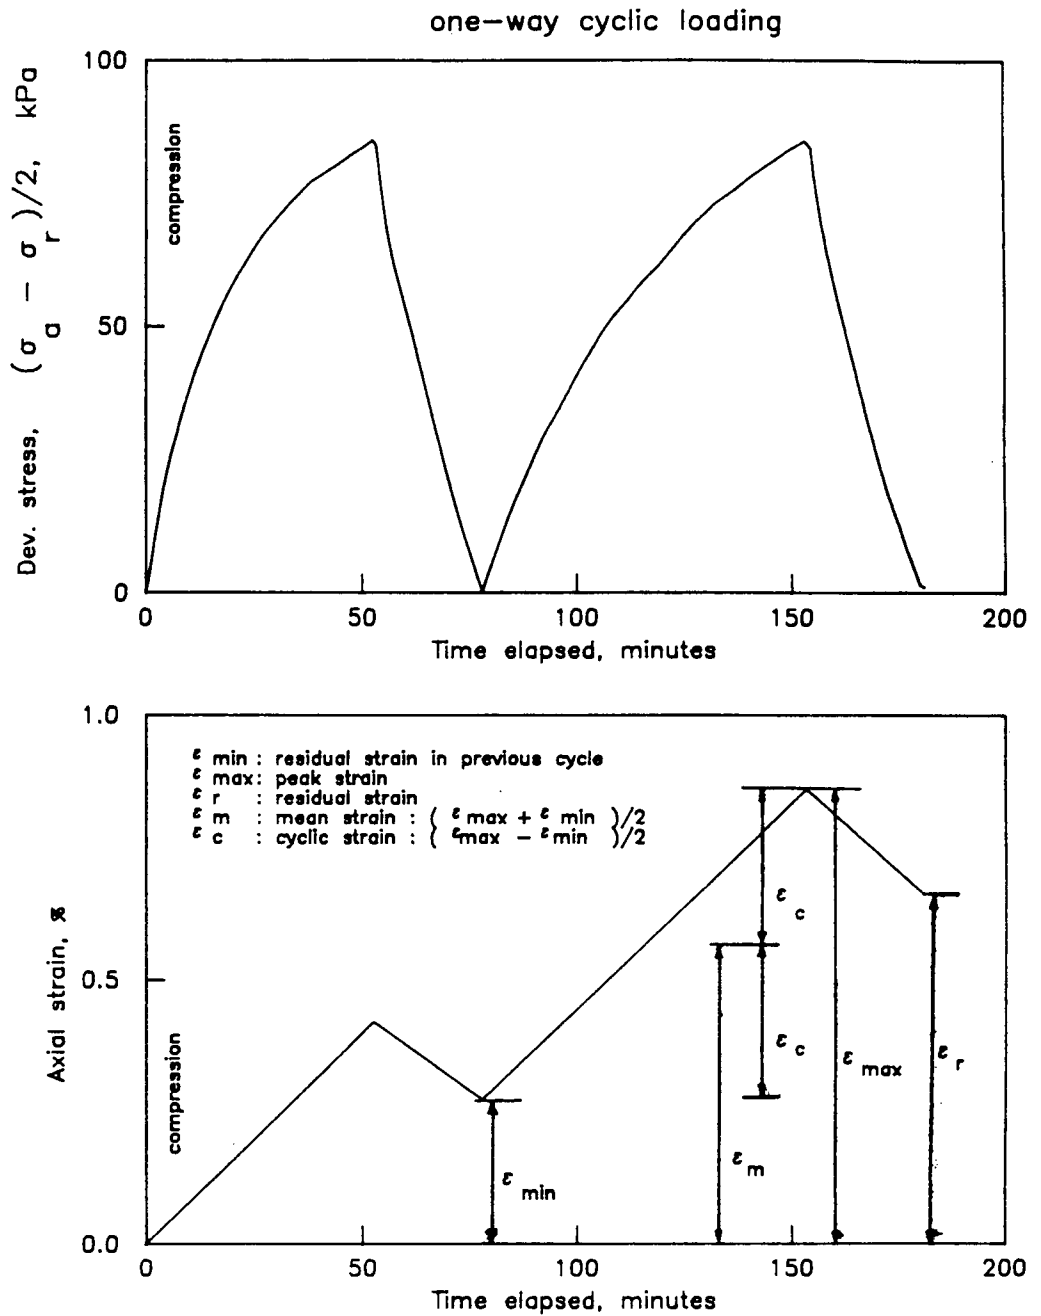 one-way cyclic loading
100
50
0
Dev. stress, (σa - σr)/2, kPa
compression
0 50 100 150 200
Time elapsed, minutes
1.0
0.5
0.0
Axial strain, %
compression
ε min : residual strain in previous cycle
ε max: peak strain
ε r : residual strain
ε m : mean strain : ( ε max + ε min )/2
ε c : cyclic strain : ( εmax - ε min )/2
ε c
ε c
ε max
ε r
ε m
ε min
0 50 100 150 200
Time elapsed, minutes